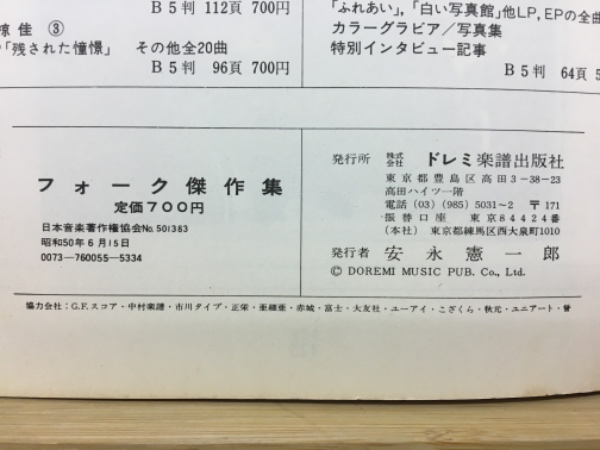 B5判 112頁 700円
「ふれあい」,「白い写真館」他LP, EPの全曲
佳 ③
カラーグラビア／写真集
「残された憧憬」 その他全20曲
特別インタビュー記事
B5判 96頁 700円
B5判 64頁
フォーク傑作集
定価700円
日本音楽著作権協会No.501383
昭和50年6月15日
0073-760055-5334
発行所 株式会社 ドレミ楽譜出版社
東京都豊島区高田3-38-23
高田ハイツ一階
電話 (03) (985) 5031〜2 〒171
振替口座 東京84424番
(本社) 東京都練馬区西大泉町1010
発行者 安永憲一郎
© DOREMI MUSIC PUB. Co., Ltd.
協力会社：G.F.スコア・中村楽譜・市川タイプ・正栄・亜細亜・赤城・富士・大友社・ユーアイ・こざくら・秋元・ユニアート・誉